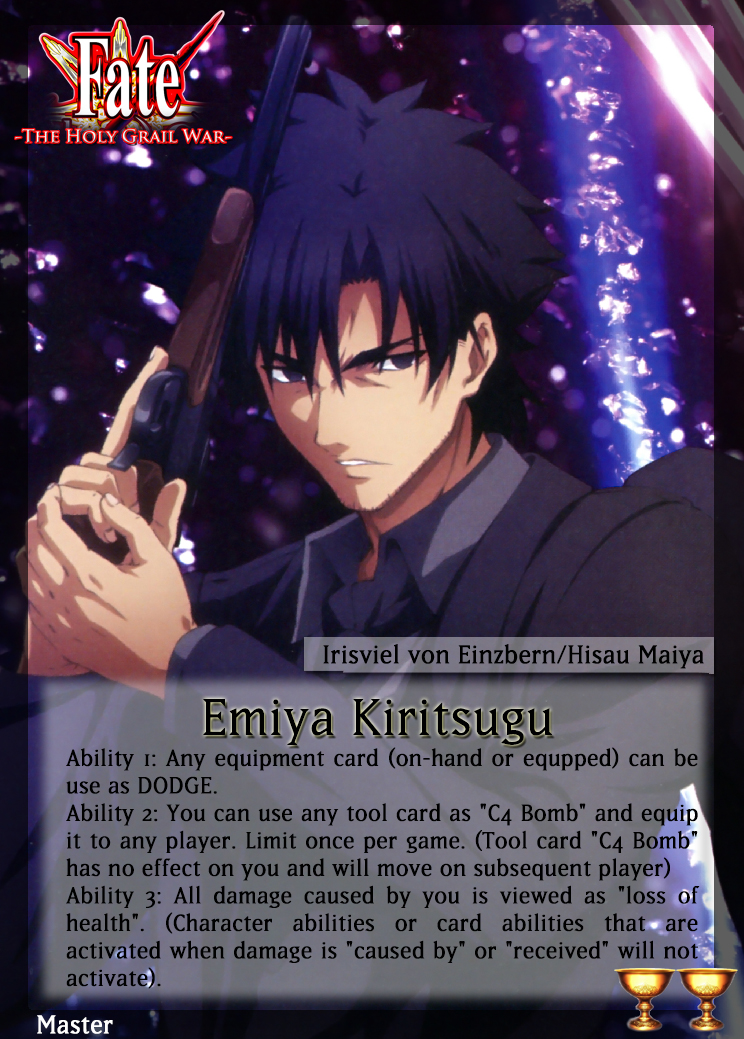 Fate
-THE HOLY GRAIL WAR-
Irisviel von Einzbern/Hisau Maiya
Emiya Kiritsugu
Ability 1: Any equipment card (on-hand or equpped) can be
use as DODGE.
Ability 2: You can use any tool card as "C4 Bomb" and equip
it to any player. Limit once per game. (Tool card "C4 Bomb"
has no effect on you and will move on subsequent player)
Ability 3: All damage caused by you is viewed as "loss of
health". (Character abilities or card abilities that are
activated when damage is "caused by" or "received" will not
activate).
Master